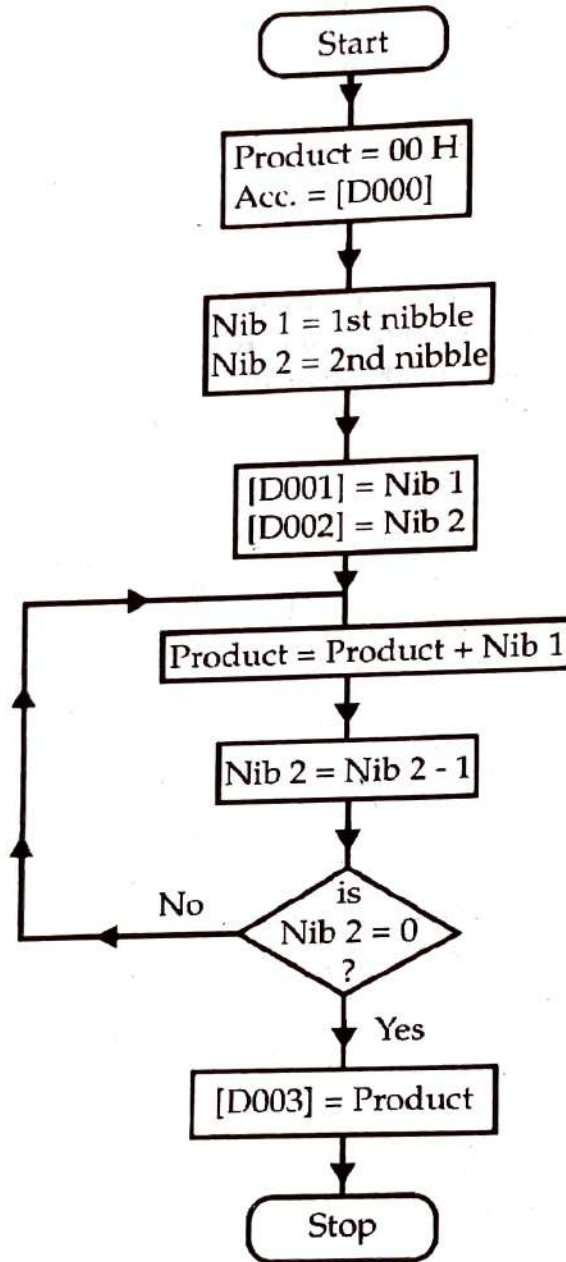 Start
Product = 00 H
Acc. = [D000]
Nib 1 = 1st nibble
Nib 2 = 2nd nibble
[D001] = Nib 1
[D002] = Nib 2
Product = Product + Nib 1
Nib 2 = Nib 2 - 1
is
Nib 2 = 0
?
No
Yes
[D003] = Product
Stop